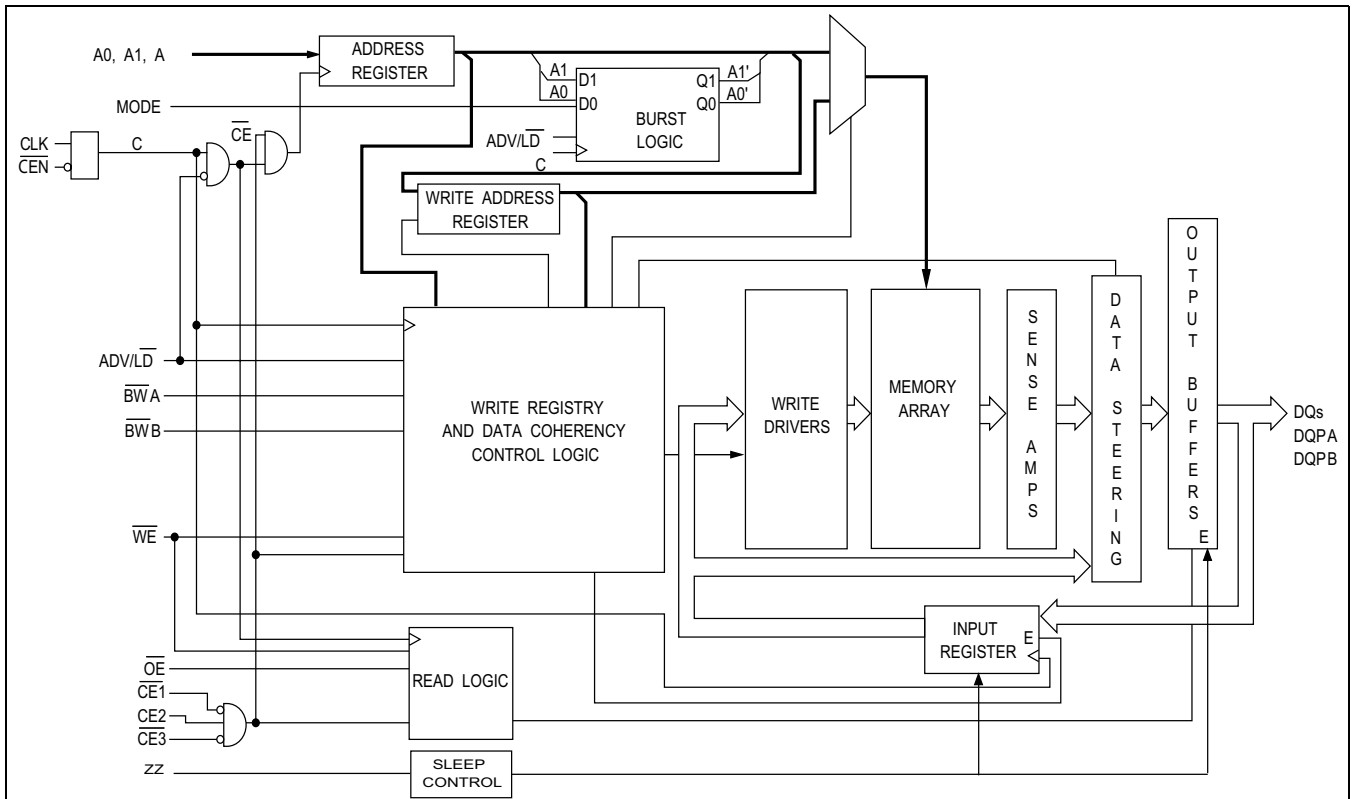 A0, A1, A
ADDRESS
REGISTER
MODE
A1
A0
D1
D0
BURST
LOGIC
Q1
Q0
A1'
A0'
CLK
CEN
C
CE
ADV/LD
C
WRITE ADDRESS
REGISTER
ADV/LD
BWA
BWB
WE
WRITE REGISTRY
AND DATA COHERENCY
CONTROL LOGIC
WRITE
DRIVERS
MEMORY
ARRAY
SENSE AMPS
DATA STEERING
OUTPUT BUFFERS
E
DQs
DQPA
DQPB
INPUT
REGISTER
E
OE
CE1
CE2
CE3
READ LOGIC
ZZ
SLEEP
CONTROL